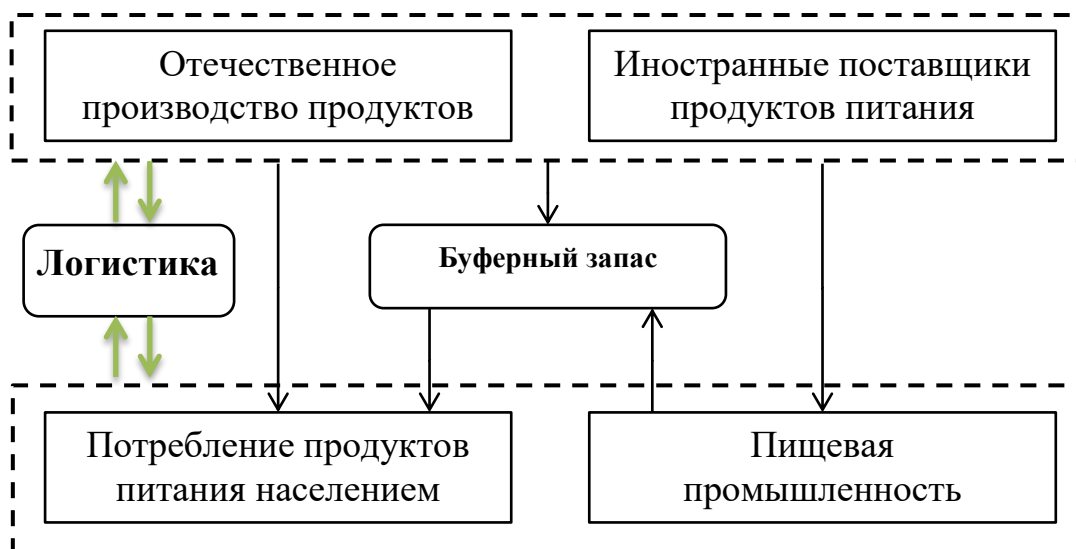 Отечественное
производство продуктов
Иностранные поставщики
продуктов питания
Логистика
Буферный запас
Потребление продуктов
питания населением
Пищевая
промышленность